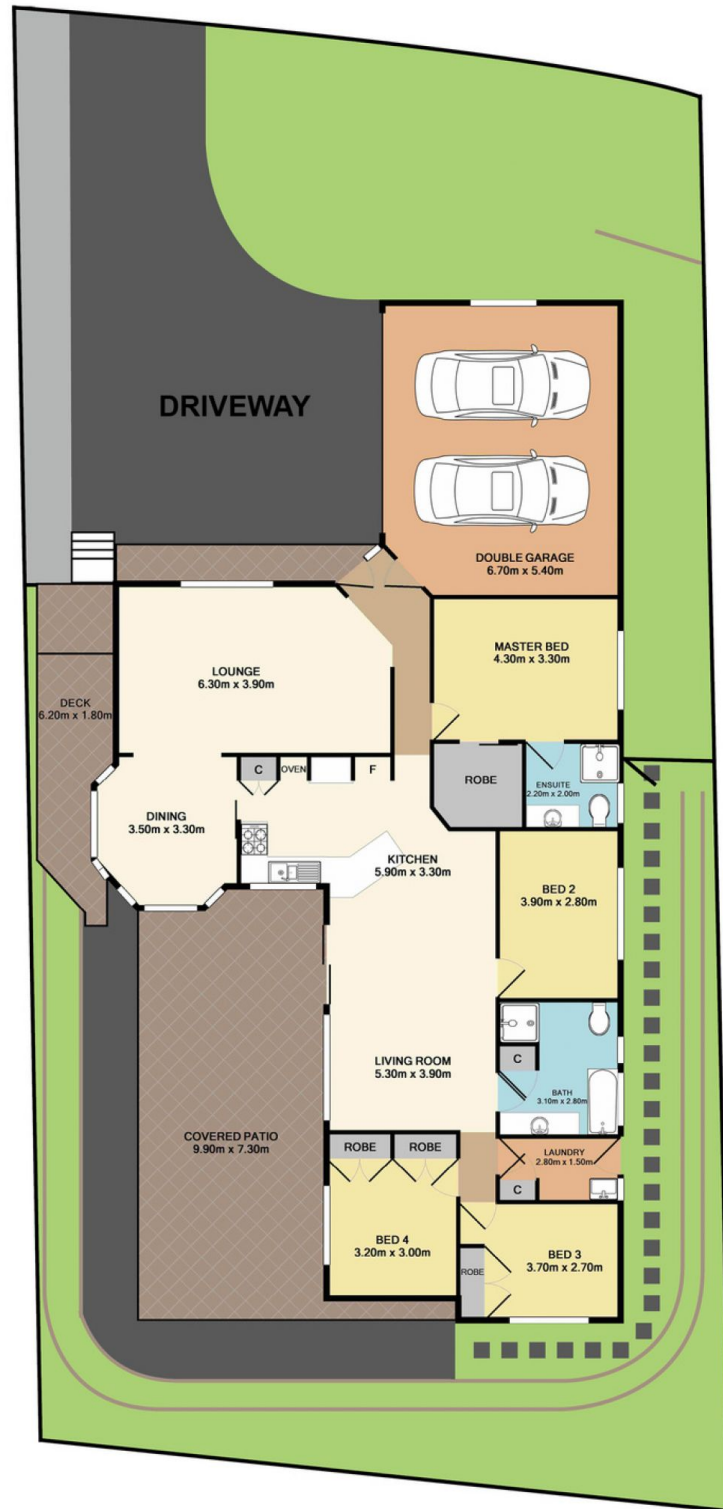 DRIVEWAY
DOUBLE GARAGE
6.70m x 5.40m
MASTER BED
4.30m x 3.30m
LOUNGE
6.30m x 3.90m
DECK
6.20m x 1.80m
C
OVEN
F
ROBE
ENSUITE
2.20m x 2.00m
DINING
3.50m x 3.30m
KITCHEN
5.90m x 3.30m
BED 2
3.90m x 2.80m
LIVING ROOM
5.30m x 3.90m
C
BATH
3.10m x 2.80m
COVERED PATIO
9.90m x 7.30m
ROBE
ROBE
LAUNDRY
2.80m x 1.50m
C
BED 4
3.20m x 3.00m
BED 3
3.70m x 2.70m
ROBE